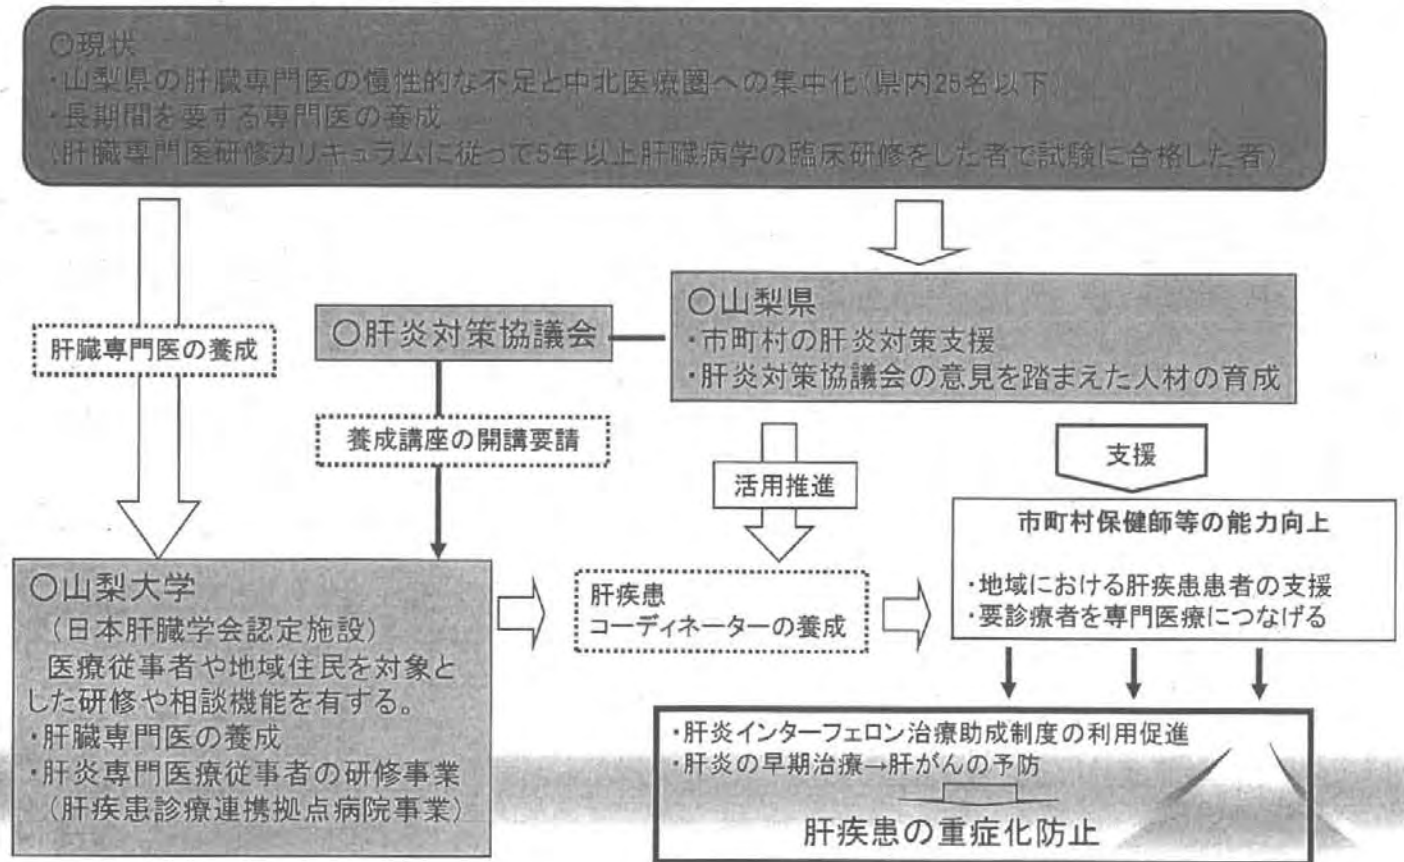 〇現状
・山梨県の肝臓専門医の慢性的な不足と中北医療圏への集中化(県内25名以下)
・長期間を要する専門医の養成
(肝臓専門医研修カリキュラムに従って5年以上肝臓病学の臨床研修をした者で試験に合格した者)
肝臓専門医の養成
〇肝炎対策協議会
〇山梨県
・市町村の肝炎対策支援
・肝炎対策協議会の意見を踏まえた人材の育成
養成講座の開講要請
活用推進
支援
〇山梨大学
(日本肝臓学会認定施設)
医療従事者や地域住民を対象と
した研修や相談機能を有する。
・肝臓専門医の養成
・肝炎専門医療従事者の研修事業
(肝疾患診療連携拠点病院事業)
肝疾患
コーディネーターの養成
市町村保健師等の能力向上
・地域における肝疾患患者の支援
・要診療者を専門医療につなげる
・肝炎インターフェロン治療助成制度の利用促進
・肝炎の早期治療→肝がんの予防
肝疾患の重症化防止